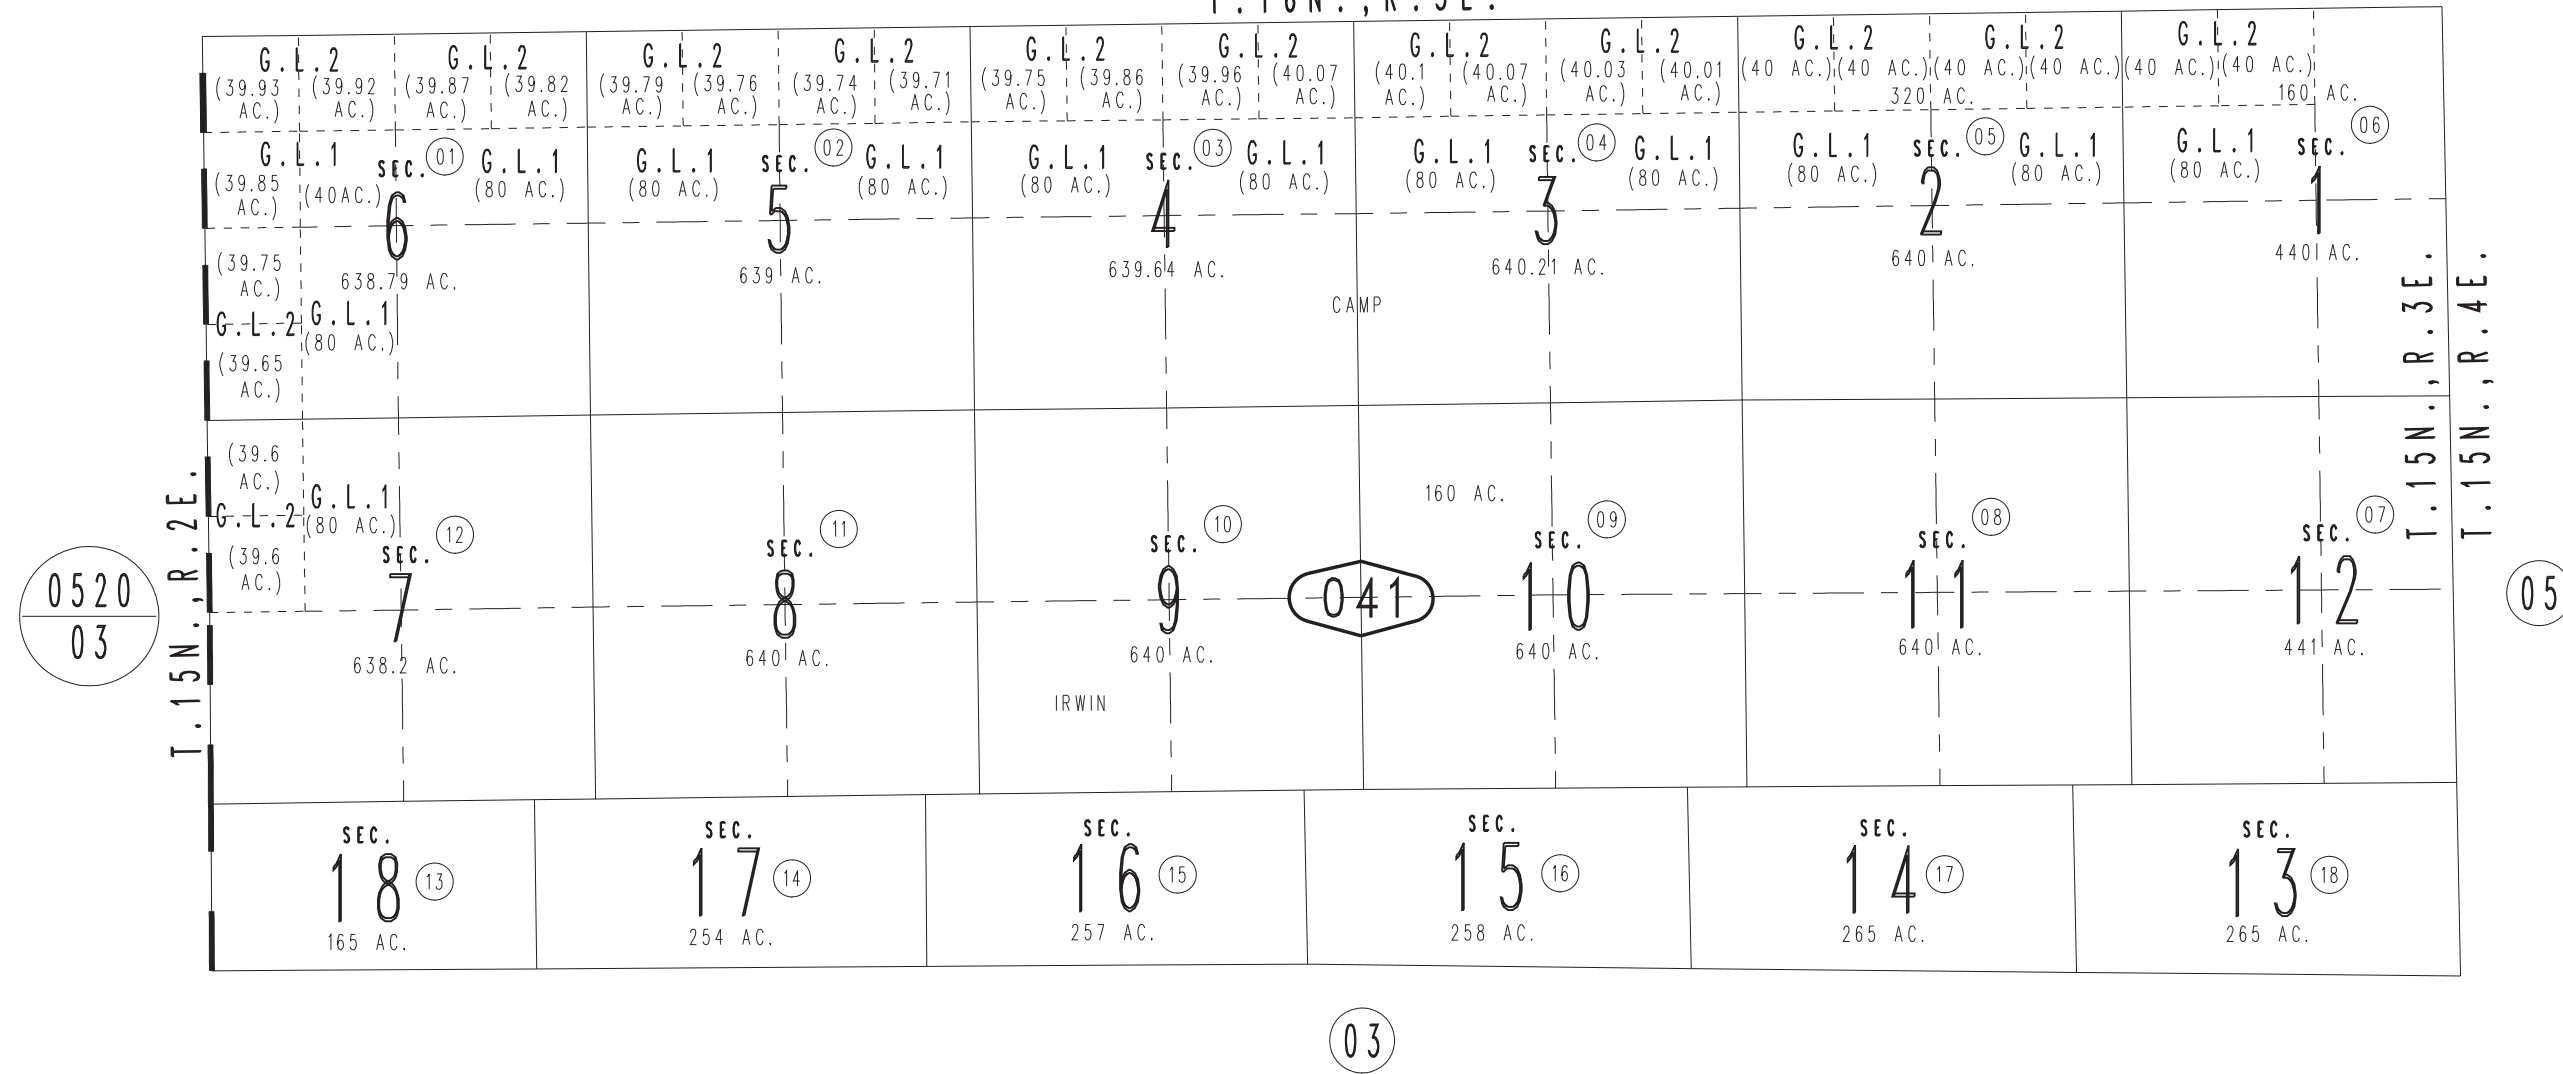 G.L.2 G.L.2 G.L.2 G.L.2 G.L.2 G.L.2 G.L.2 G.L.2 G.L.2 G.L.2 G.L.2
(39.93 AC.) (39.92 AC.) (39.87 AC.) (39.82 AC.) (39.79 AC.) (39.76 AC.) (39.74 AC.) (39.71 AC.) (39.75 AC.) (39.86 AC.) (39.96 AC.) (40.07 AC.) (40.1 AC.) (40.07 AC.) (40.03 AC.) (40.01 AC.) (40 AC.) (40 AC.) (40 AC.) (40 AC.) (40 AC.) (40 AC.)
320 AC. 160 AC.
01 02 03 04 05 06
G.L.1 SEC. G.L.1 G.L.1 SEC. G.L.1 G.L.1 SEC. G.L.1 G.L.1 SEC. G.L.1 G.L.1 SEC. G.L.1 G.L.1 SEC.
(39.85 AC.) (40AC.) (80 AC.) (80 AC.) (80 AC.) (80 AC.) (80 AC.) (80 AC.) (80 AC.) (80 AC.) (80 AC.) (80 AC.)
6 5 4 3 2 1
638.79 AC. 639 AC. 639.64 AC. 640.21 AC. 640 AC. 440 AC.
(39.75 AC.)
CAMP
G.L.2 G.L.1
(80 AC.)
(39.65 AC.)
(39.6 AC.)
G.L.2 G.L.1
(80 AC.)
(39.6 AC.)
160 AC.
12 11 10 09 08 07
SEC. SEC. SEC. SEC. SEC. SEC.
7 8 9 041 10 11 12
638.2 AC. 640 AC. 640 AC. 640 AC. 640 AC. 441 AC.
IRWIN
T.15N.,R.2E.
T.15N.,R.3E.
T.15N.,R.4E.
0520
03
05
SEC. SEC. SEC. SEC. SEC. SEC.
18 13 17 14 16 15 15 16 14 17 13 18
165 AC. 254 AC. 257 AC. 258 AC. 265 AC. 265 AC.
03